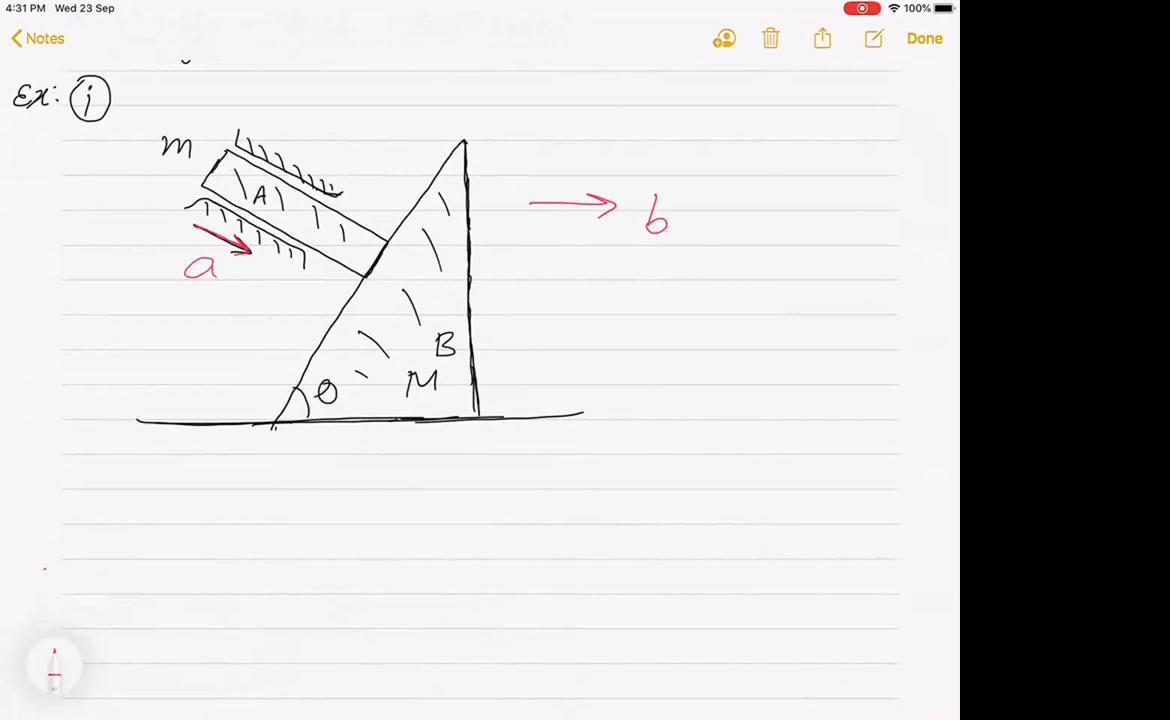 4:31 PM Wed 23 Sep
100%
Notes
Done
Ex: i
m
A
a
b
B
θ
M